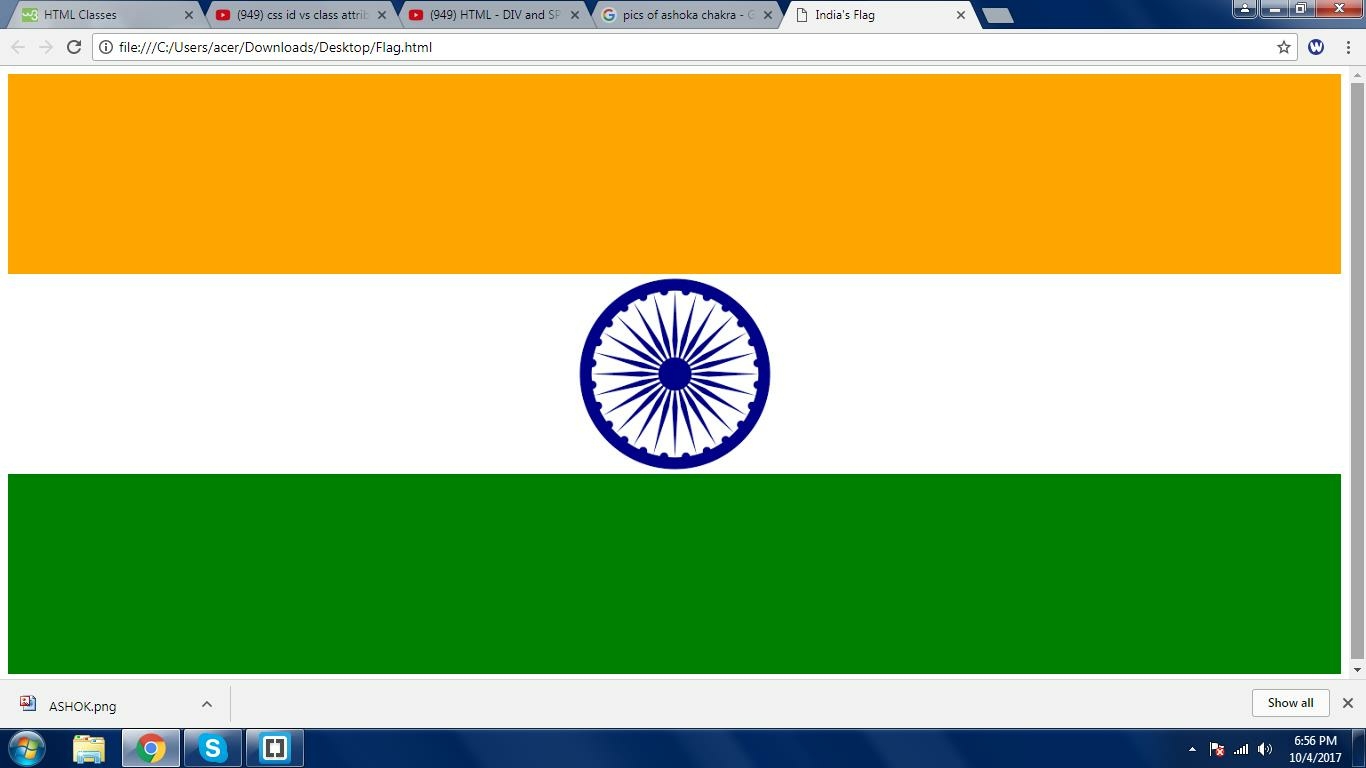 HTML Classes
(949) css id vs class attrib
(949) HTML - DIV and SP
pics of ashoka chakra - G
India's Flag
file:///C:/Users/acer/Downloads/Desktop/Flag.html
W
ASHOK.png
Show all
6:56 PM
10/4/2017